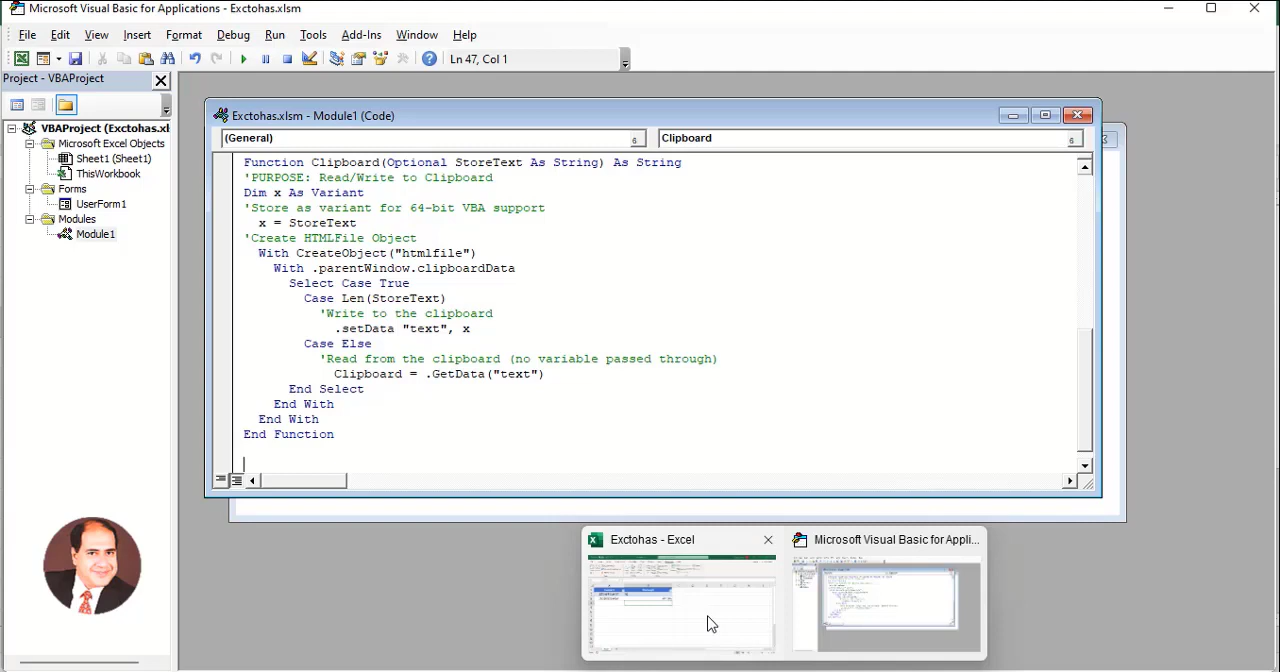 Microsoft Visual Basic for Applications - Exctohas.xlsm
File Edit View Insert Format Debug Run Tools Add-Ins Window Help
Ln 47, Col 1
Project - VBAProject
VBAProject (Exctohas.xl
Microsoft Excel Objects
Sheet1 (Sheet1)
ThisWorkbook
Forms
UserForm1
Modules
Module1
Exctohas.xlsm - Module1 (Code)
(General) Clipboard
Function Clipboard(Optional StoreText As String) As String
'PURPOSE: Read/Write to Clipboard
Dim x As Variant
'Store as variant for 64-bit VBA support
x = StoreText
'Create HTMLFile Object
With CreateObject("htmlfile")
With .parentWindow.clipboardData
Select Case True
Case Len(StoreText)
'Write to the clipboard
.setData "text", x
Case Else
'Read from the clipboard (no variable passed through)
Clipboard = .GetData("text")
End Select
End With
End With
End Function
Exctohas - Excel
Microsoft Visual Basic for Appli...